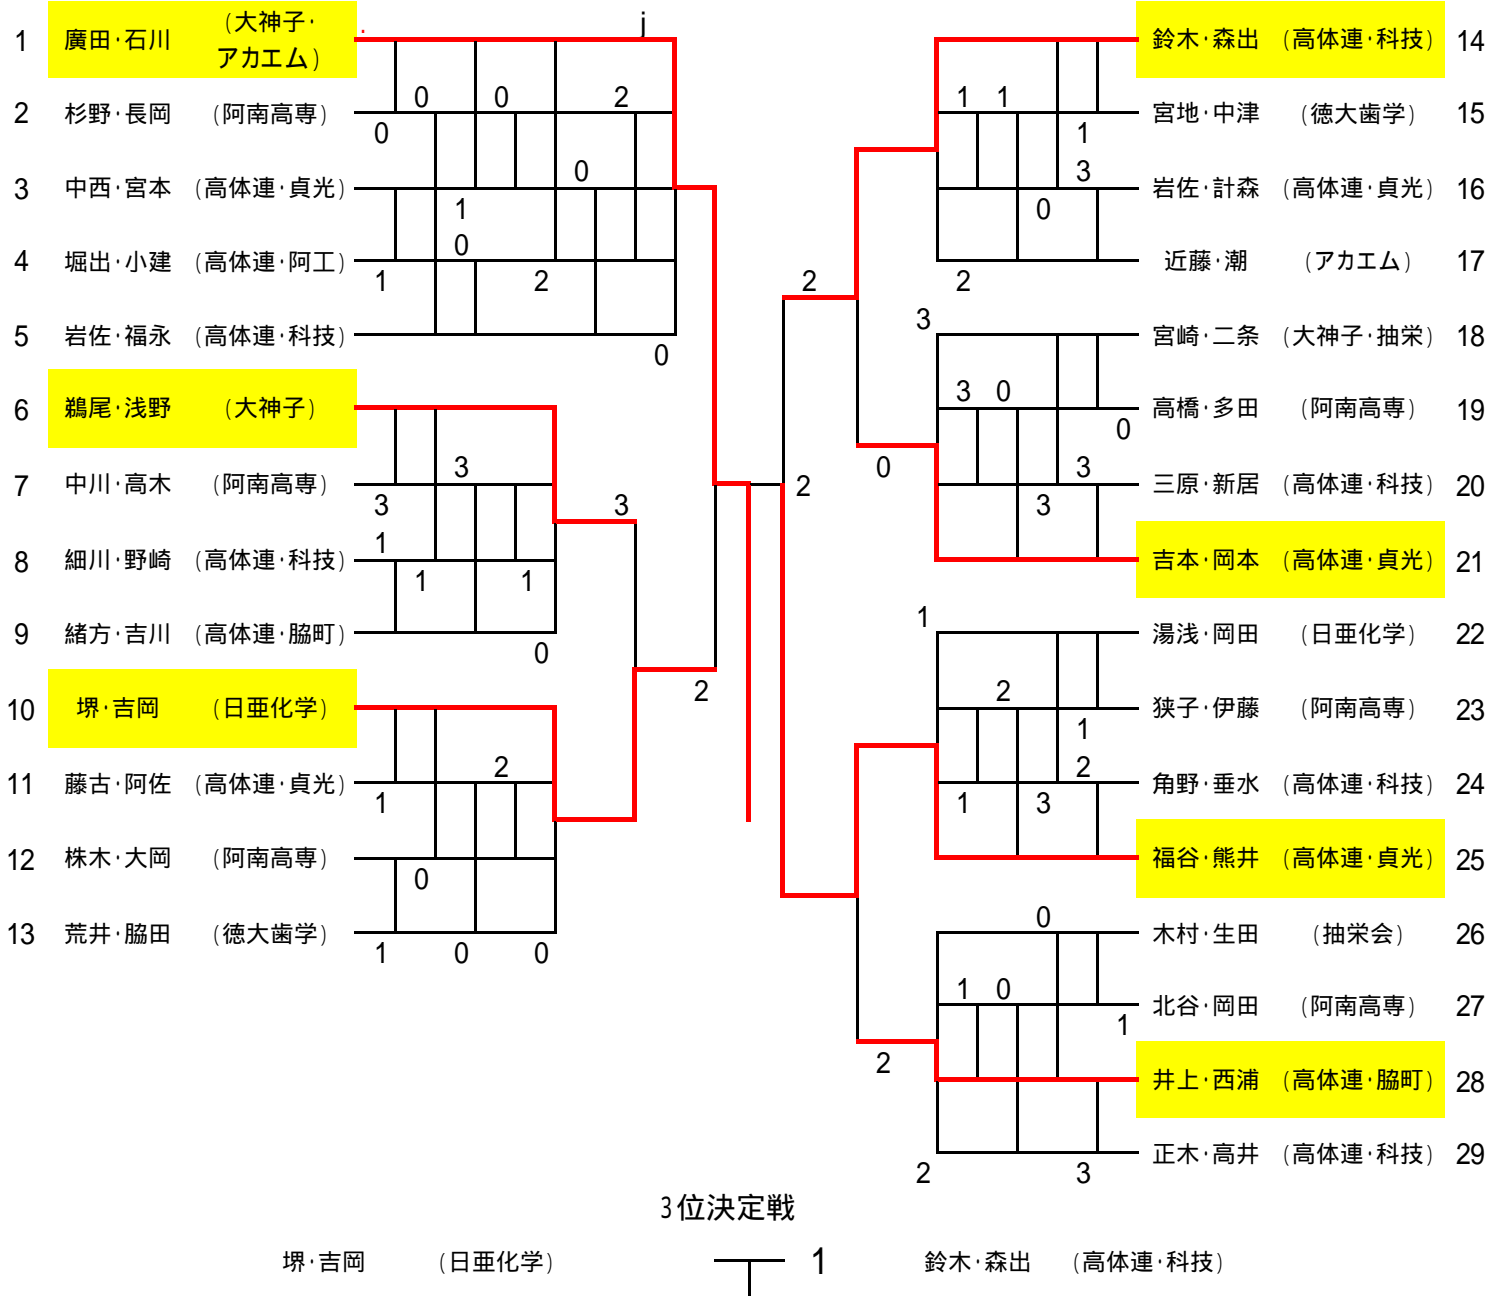 j
1 廣田・石川 (大神子・
アカエム)
2 杉野・長岡 (阿南高専)
0 0 2
0
3 中西・宮本 (高体連・貞光)
0
1
0
4 堀出・小建 (高体連・阿工)
1 2
5 岩佐・福永 (高体連・科技)
0
6 鵜尾・浅野 (大神子)
3
7 中川・高木 (阿南高専)
3 3
1
8 細川・野崎 (高体連・科技)
1 1
9 緒方・吉川 (高体連・脇町)
0
10 堺・吉岡 (日亜化学)
2
2
11 藤古・阿佐 (高体連・貞光)
1
12 株木・大岡 (阿南高専)
0
13 荒井・脇田 (徳大歯学)
1 0 0
鈴木・森出 (高体連・科技) 14
1 1
宮地・中津 (徳大歯学) 15
1
3
岩佐・計森 (高体連・貞光) 16
0
近藤・潮 (アカエム) 17
2 2
3
宮崎・二条 (大神子・抽栄) 18
3 0
高橋・多田 (阿南高専) 19
0
0 3
三原・新居 (高体連・科技) 20
2 3
吉本・岡本 (高体連・貞光) 21
1
湯浅・岡田 (日亜化学) 22
2
狭子・伊藤 (阿南高専) 23
1
2
角野・垂水 (高体連・科技) 24
1 3
福谷・熊井 (高体連・貞光) 25
0
木村・生田 (抽栄会) 26
1 0
北谷・岡田 (阿南高専) 27
1
2
井上・西浦 (高体連・脇町) 28
正木・高井 (高体連・科技) 29
2 3
3位決定戦
堺・吉岡 (日亜化学) 1 鈴木・森出 (高体連・科技)